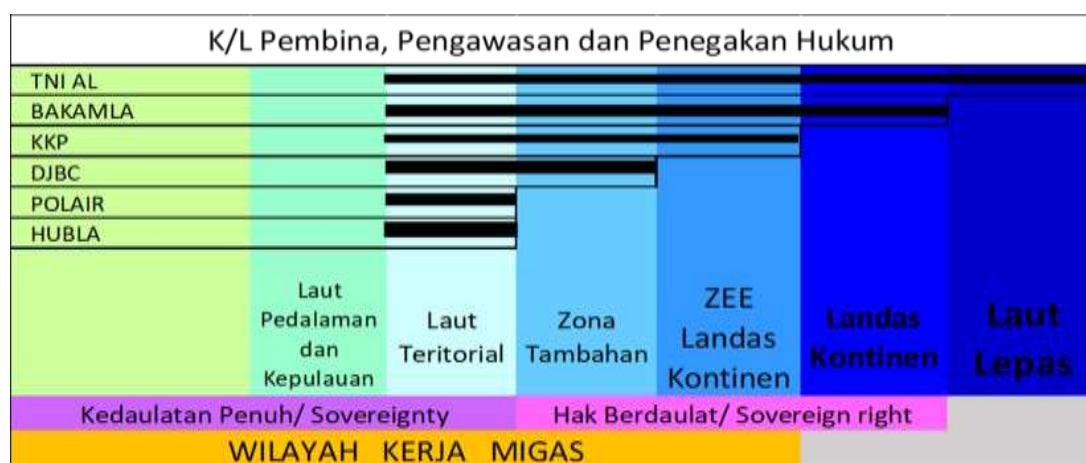 K/L Pembina, Pengawasan dan Penegakan Hukum
TNI AL
BAKAMLA
KKP
DJBC
POLAIR
HUBLA
Laut
Pedalaman
dan
Kepulauan
Laut
Teritorial
Zona
Tambahan
ZEE
Landas
Kontinen
Landas
Kontinen
Laut
Lepas
Kedaulatan Penuh/ Sovereignty
Hak Berdaulat/ Sovereign right
WILAYAH KERJA MIGAS